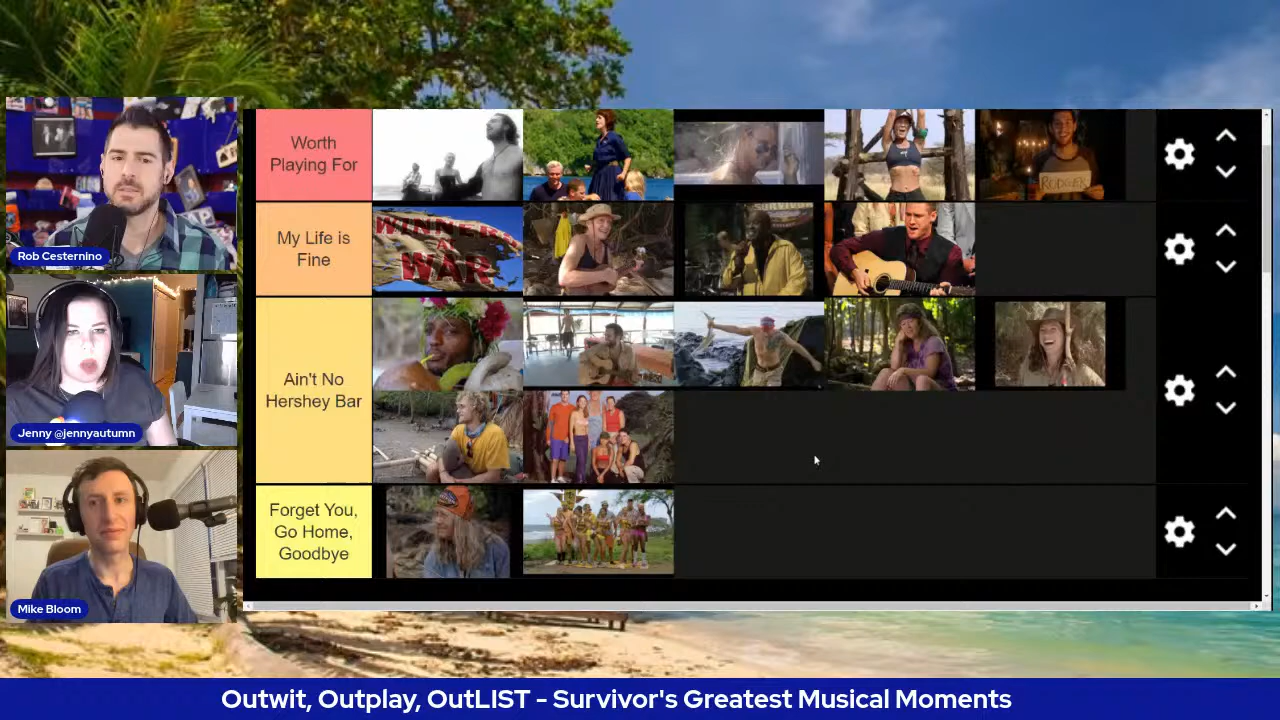 Worth
Playing For
RODGERS
My Life is
Fine
WINNERS
AT
WAR
Ain't No
Hershey Bar
Forget You,
Go Home,
Goodbye
Rob Cesternino
Jenny @jennyautumn
Mike Bloom
Outwit, Outplay, OutLIST - Survivor's Greatest Musical Moments